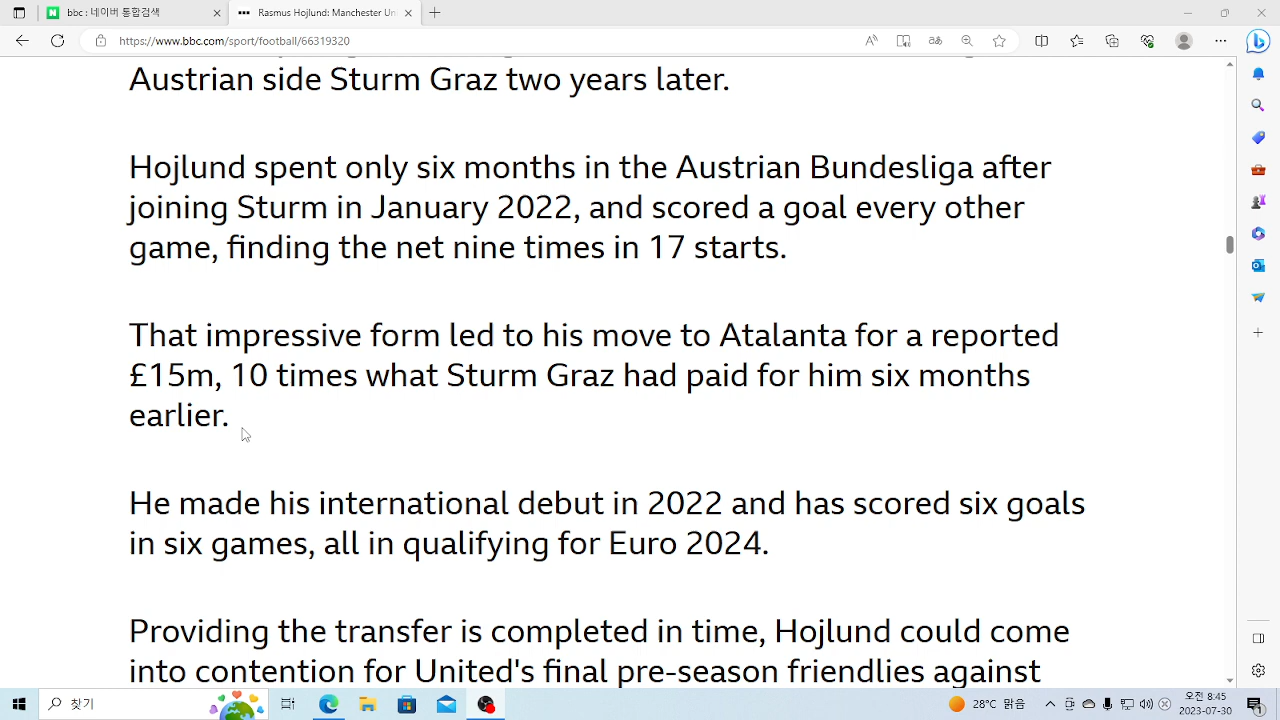 bbc : 네이버 통합검색
Rasmus Hojlund: Manchester Un
https://www.bbc.com/sport/football/66319320
Austrian side Sturm Graz two years later.
Hojlund spent only six months in the Austrian Bundesliga after
joining Sturm in January 2022, and scored a goal every other
game, finding the net nine times in 17 starts.
That impressive form led to his move to Atalanta for a reported
£15m, 10 times what Sturm Graz had paid for him six months
earlier.
He made his international debut in 2022 and has scored six goals
in six games, all in qualifying for Euro 2024.
Providing the transfer is completed in time, Hojlund could come
into contention for United's final pre-season friendlies against
찾기
28°C 맑음
오전 8:45
2023-07-30